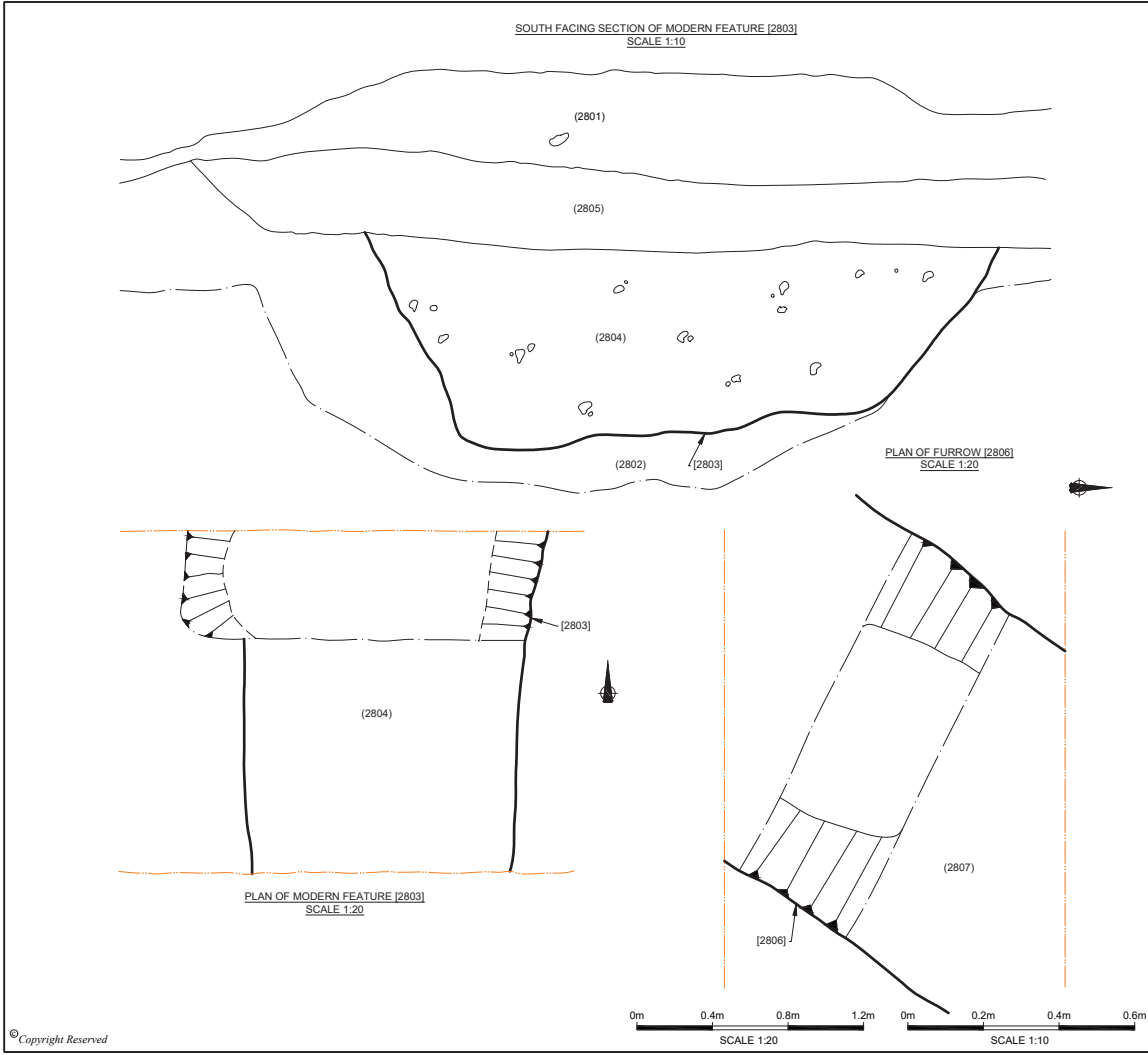 SOUTH FACING SECTION OF MODERN FEATURE [2803]
SCALE 1:10
(2801)
(2805)
(2804)
(2802)
[2803]
PLAN OF FURROW [2806]
SCALE 1:20
[2803]
(2804)
PLAN OF MODERN FEATURE [2803]
SCALE 1:20
(2807)
[2806]
0m 0.4m 0.8m 1.2m
SCALE 1:20
0m 0.2m 0.4m 0.6m
SCALE 1:10
© Copyright Reserved